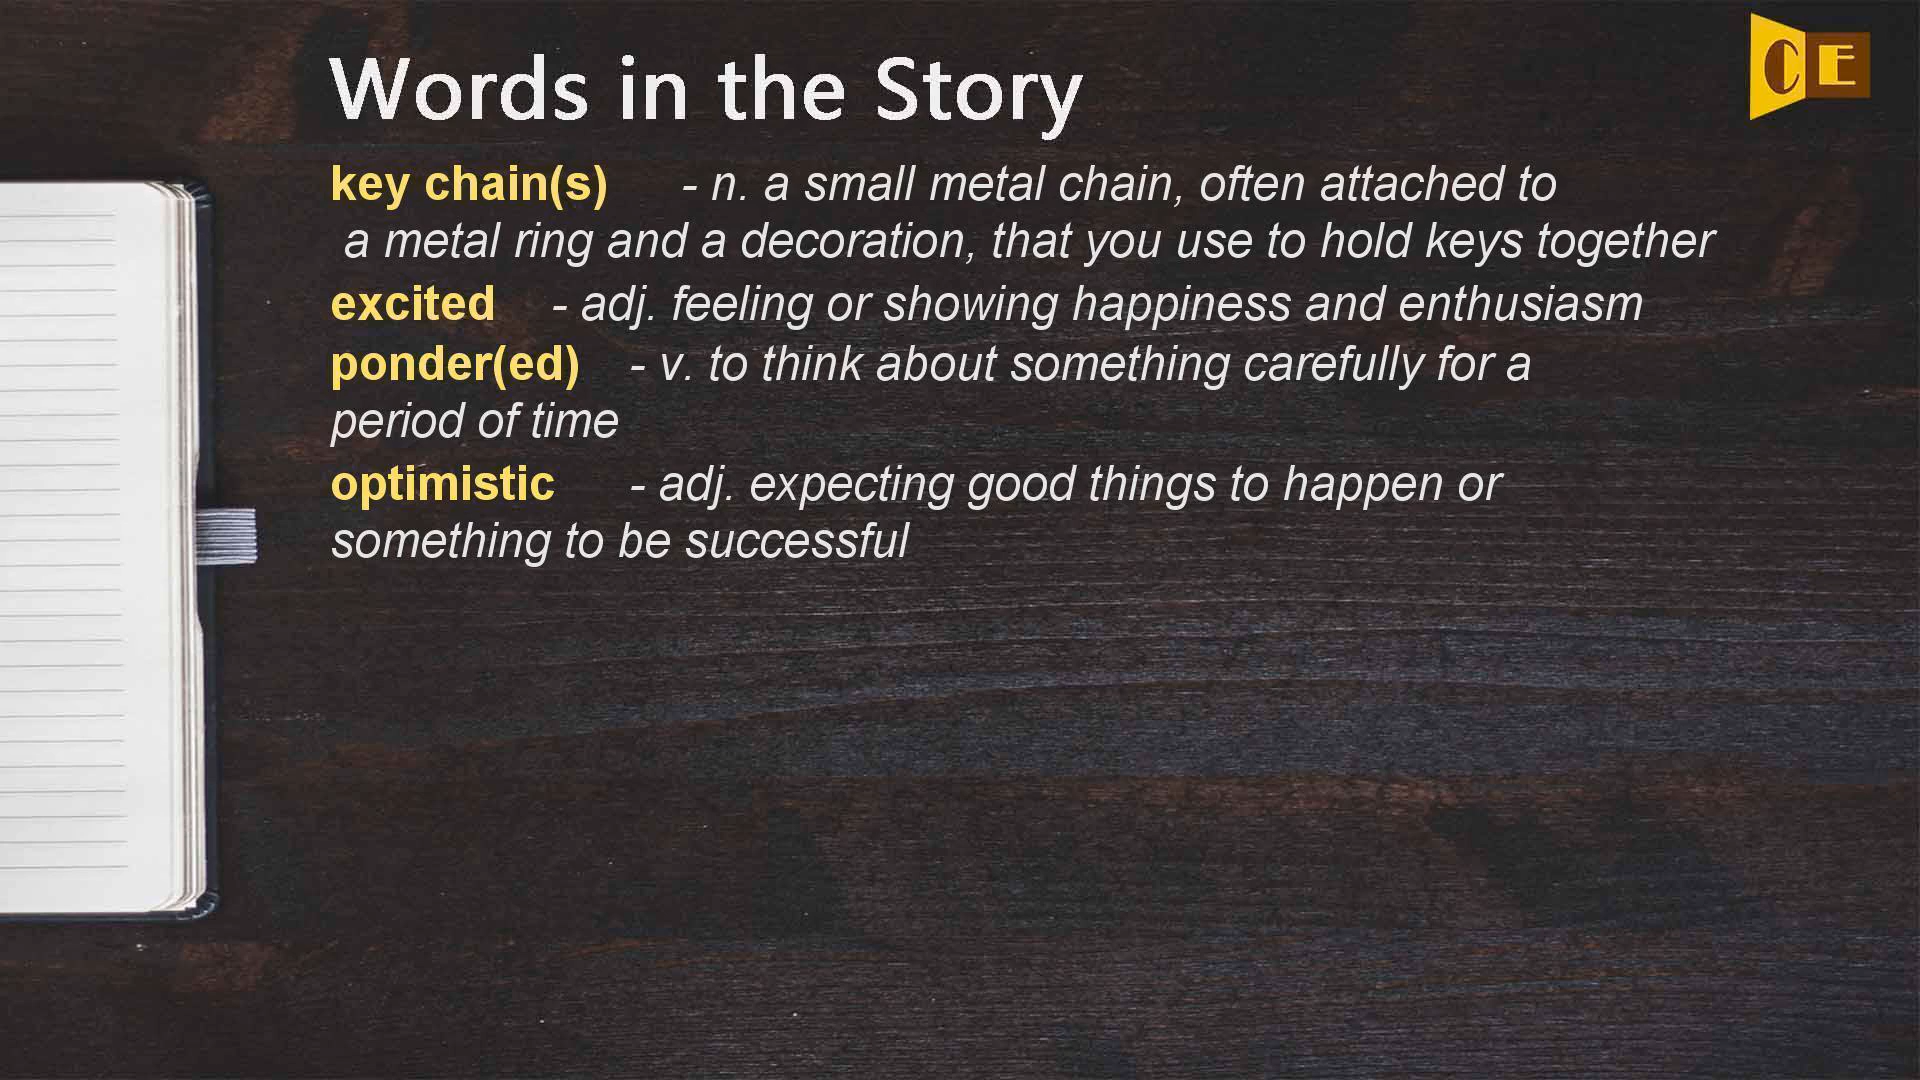 Words in the Story
C E
key chain(s) - n. a small metal chain, often attached to
a metal ring and a decoration, that you use to hold keys together
excited - adj. feeling or showing happiness and enthusiasm
ponder(ed) - v. to think about something carefully for a
period of time
optimistic - adj. expecting good things to happen or
something to be successful